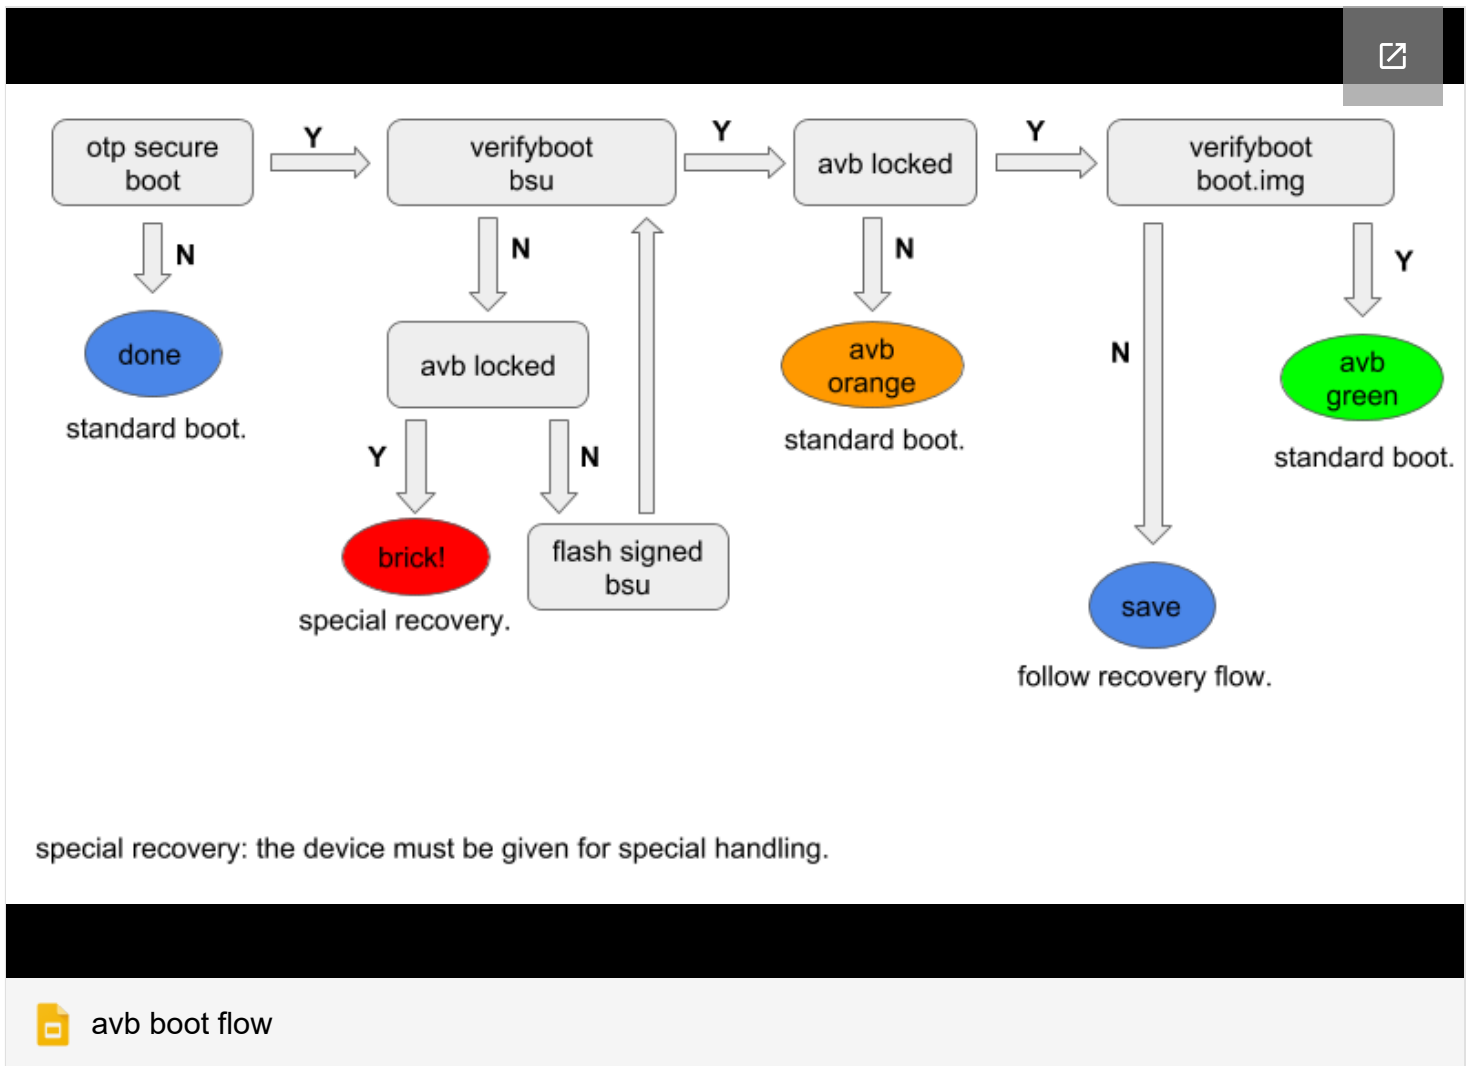 otp secure
boot
Y
verifyboot
bsu
Y
avb locked
Y
verifyboot
boot.img
N
N
N
N
Y
done
standard boot.
avb locked
avb
orange
standard boot.
avb
green
standard boot.
Y
N
brick!
special recovery.
flash signed
bsu
save
follow recovery flow.
special recovery: the device must be given for special handling.
avb boot flow